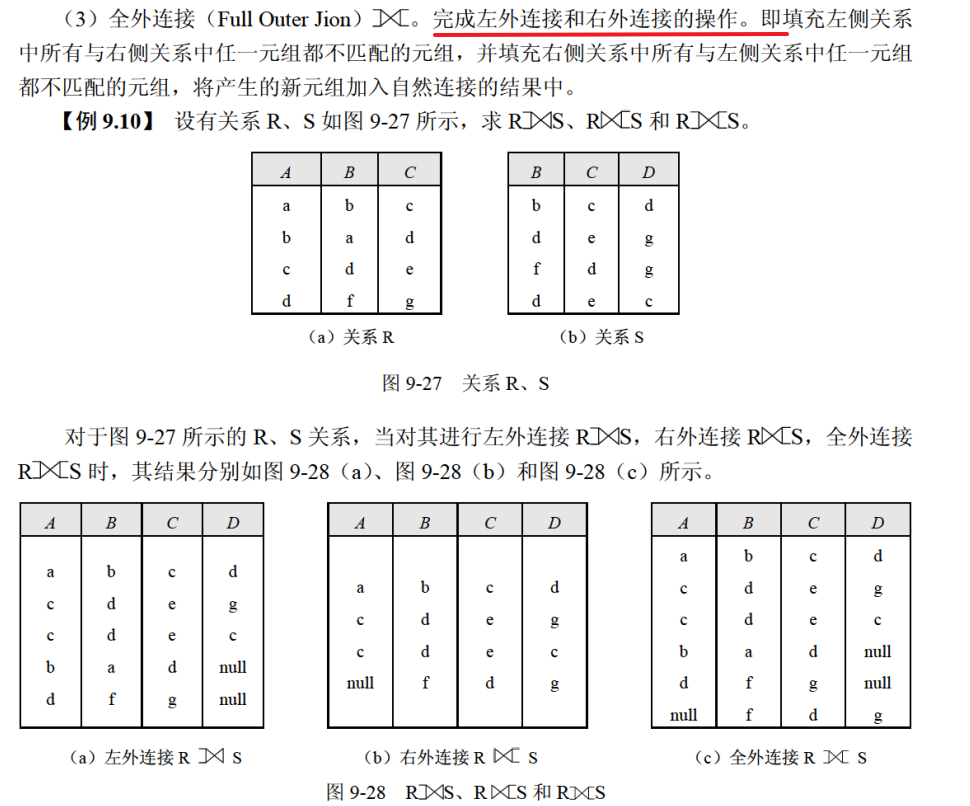 (3)全外连接(Full Outer Jion)⟗。完成左外连接和右外连接的操作。即填充左侧关系
中所有与右侧关系中任一元组都不匹配的元组,并填充右侧关系中所有与左侧关系中任一元组
都不匹配的元组,将产生的新元组加入自然连接的结果中。
【例 9.10】 设有关系 R、S 如图 9-27 所示,求 R⟕S、R⟖S 和 R⟗S。
A B C
a b c
b a d
c d e
d f g
(a)关系 R
B C D
b c d
d e g
f d g
d e c
(b)关系 S
图 9-27 关系 R、S
对于图 9-27 所示的 R、S 关系,当对其进行左外连接 R⟕S,右外连接 R⟖S,全外连接
R⟗S 时,其结果分别如图 9-28(a)、图 9-28(b)和图 9-28(c)所示。
A B C D
a b c d
c d e g
c d e c
b a d null
d f g null
(a)左外连接 R ⟕ S
A B C D
a b c d
c d e g
c d e c
null f d g
(b)右外连接 R ⟖ S
A B C D
a b c d
c d e g
c d e c
b a d null
d f g null
null f d g
(c)全外连接 R ⟗ S
图 9-28 R⟕S、R⟖S 和 R⟗S